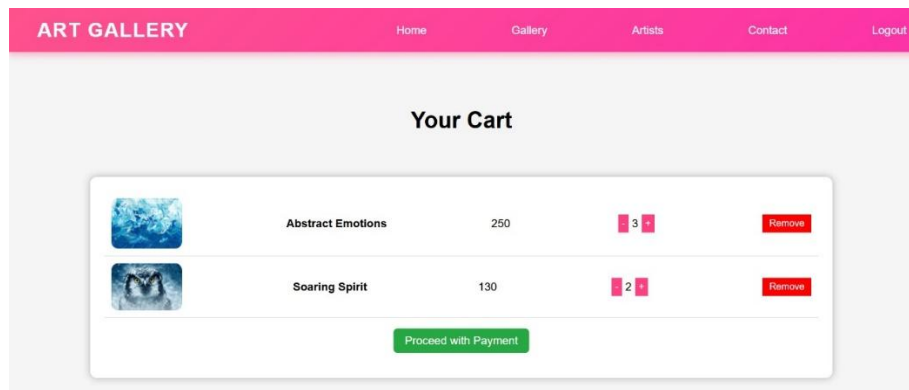 ART GALLERY Home Gallery Artists Contact Logout
Your Cart
Abstract Emotions 250 - 3 + Remove
Soaring Spirit 130 - 2 + Remove
Proceed with Payment